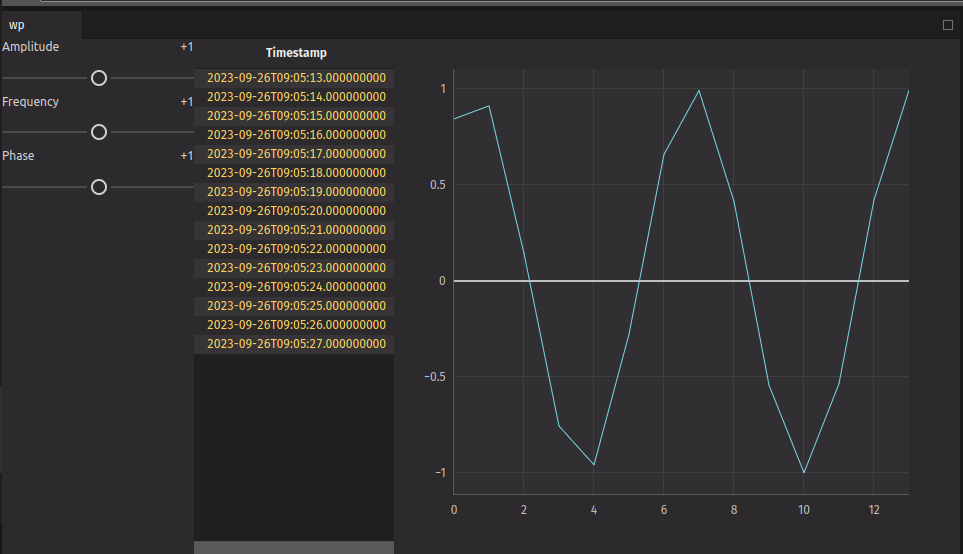 wp
Amplitude +1
Frequency +1
Phase +1
Timestamp
2023-09-26T09:05:13.000000000
2023-09-26T09:05:14.000000000
2023-09-26T09:05:15.000000000
2023-09-26T09:05:16.000000000
2023-09-26T09:05:17.000000000
2023-09-26T09:05:18.000000000
2023-09-26T09:05:19.000000000
2023-09-26T09:05:20.000000000
2023-09-26T09:05:21.000000000
2023-09-26T09:05:22.000000000
2023-09-26T09:05:23.000000000
2023-09-26T09:05:24.000000000
2023-09-26T09:05:25.000000000
2023-09-26T09:05:26.000000000
2023-09-26T09:05:27.000000000
1
0.5
0
−0.5
−1
0 2 4 6 8 10 12